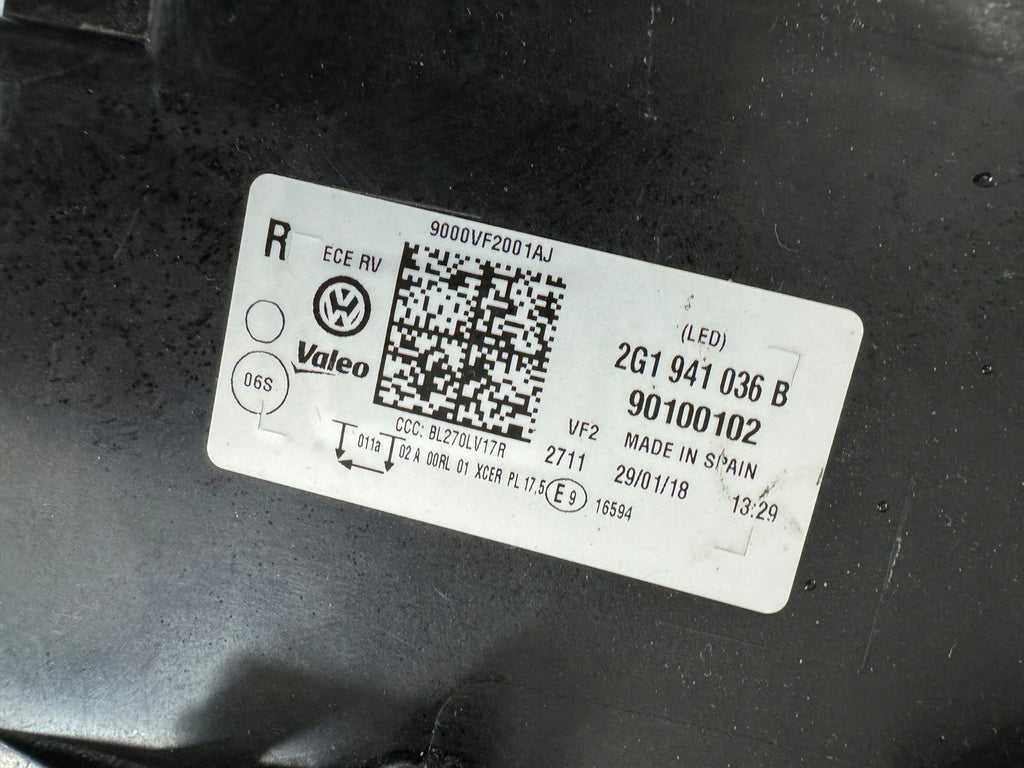 9000VF2001AJ
R
ECE RV
Valeo
06S
(LED)
2G1 941 036 B
90100102
VF2
MADE IN SPAIN
2711
29/01/18
13:29
CCC: BL270LV17R
011a
02 A 00RL 01 XCER PL 17,5 E9 16594